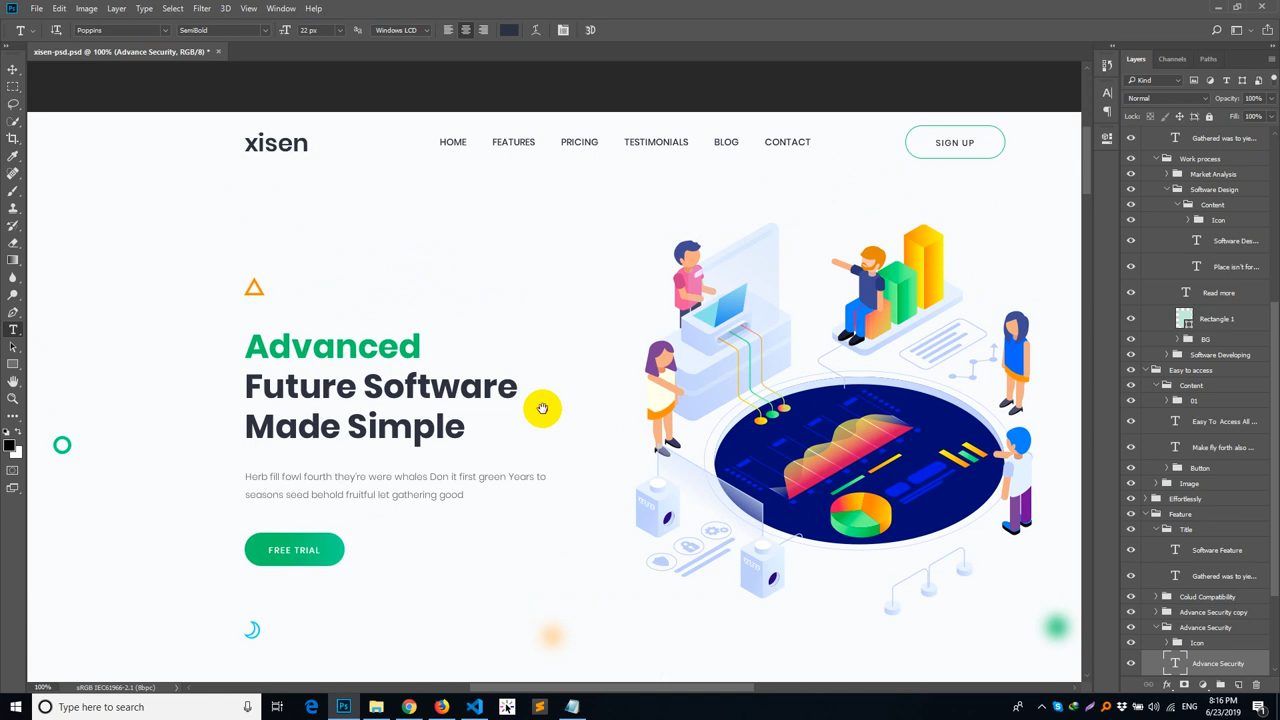 File Edit Image Layer Type Select Filter 3D View Window Help
Poppins SemiBold 22 px Windows LCD 3D
xisen-psd.psd @ 100% (Advance Security, RGB/8) *
xisen HOME FEATURES PRICING TESTIMONIALS BLOG CONTACT SIGN UP
Advanced
Future Software
Made Simple
Herb fill fowl fourth they're were whales Don it first green Years to
seasons seed behold fruitful let gathering good
FREE TRIAL
Layers Channels Paths
Kind
Normal Opacity: 100%
Lock: Fill: 100%
Gathered was to yie...
Work process
Market Analysis
Software Design
Content
Icon
Software Des...
Place isn't for...
Read more
Rectangle 1
BG
Software Developing
Easy to access
Content
01
Easy To Access All ...
Make fly forth also ...
Button
Image
Effortlessly
Feature
Title
Software Feature
Gathered was to yie...
Colud Compatibility
Advance Security copy
Advance Security
Icon
Advance Security
100% sRGB IEC61966-2.1 (8bpc)
Type here to search
ENG
8:16 PM
6/23/2019